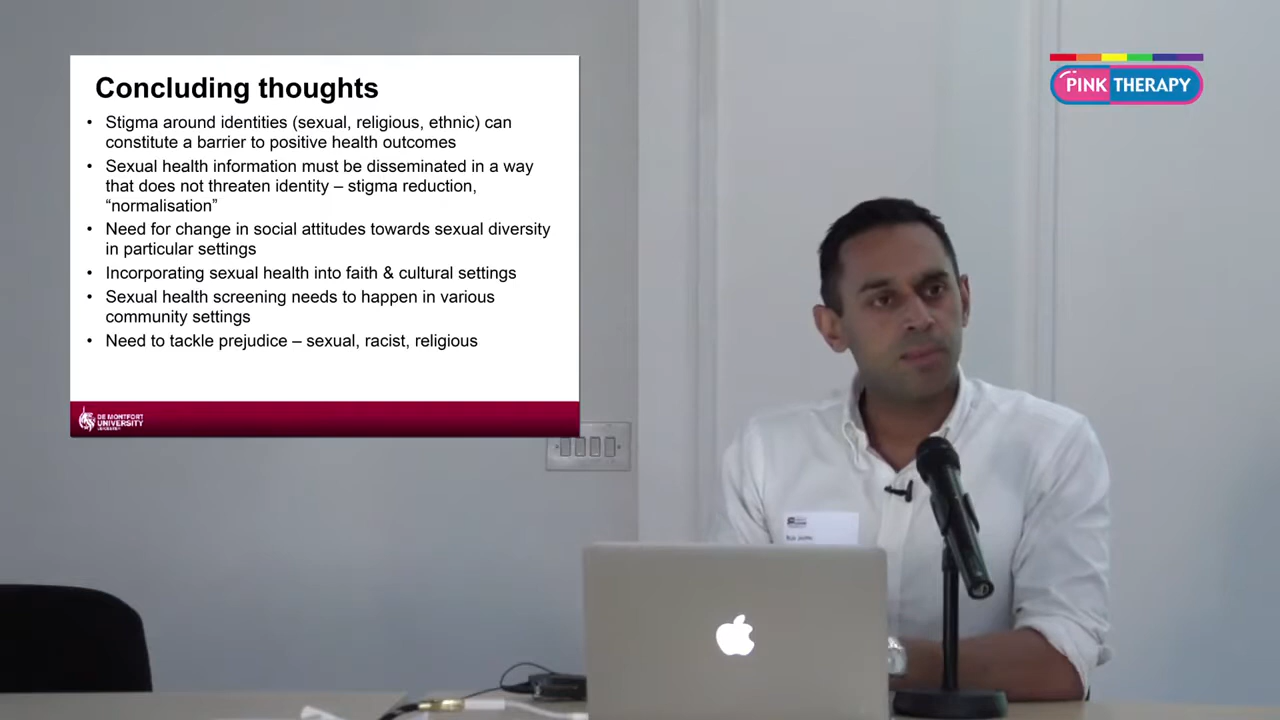 Concluding thoughts
• Stigma around identities (sexual, religious, ethnic) can
constitute a barrier to positive health outcomes
• Sexual health information must be disseminated in a way
that does not threaten identity – stigma reduction,
“normalisation”
• Need for change in social attitudes towards sexual diversity
in particular settings
• Incorporating sexual health into faith & cultural settings
• Sexual health screening needs to happen in various
community settings
• Need to tackle prejudice – sexual, racist, religious
DE MONTFORT
UNIVERSITY
PINK THERAPY